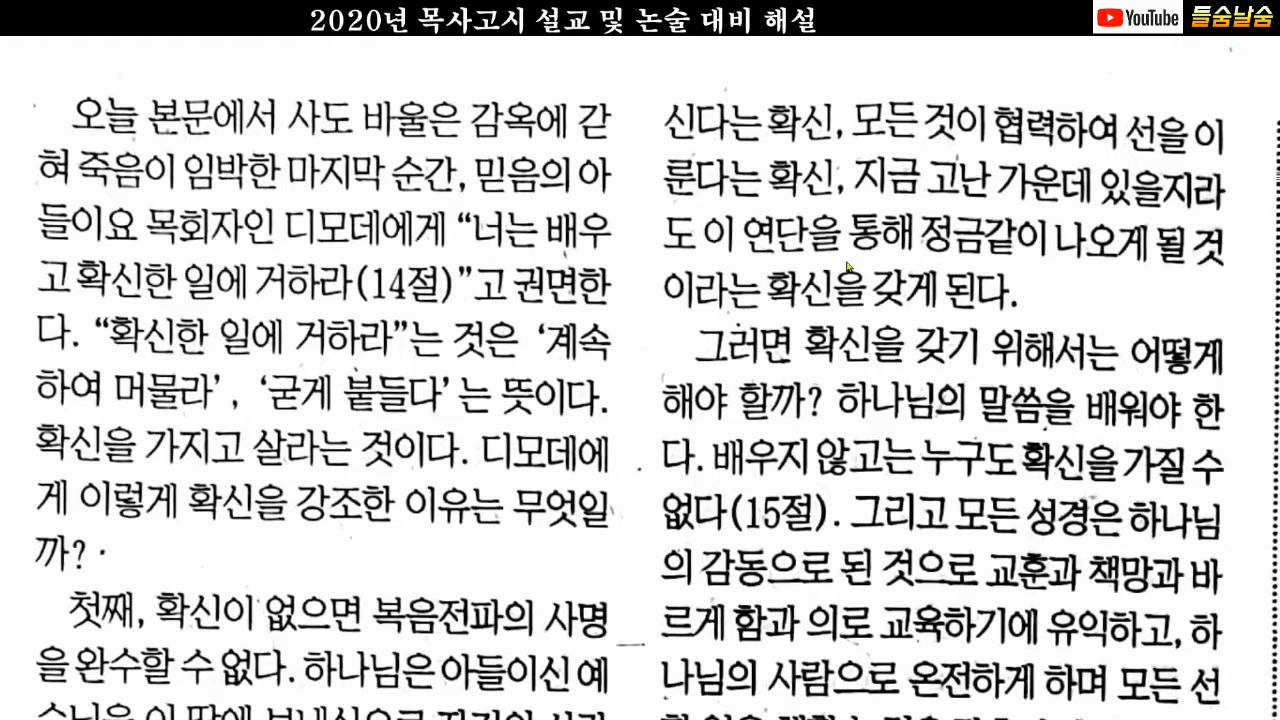 2020년 목사고시 설교 및 논술 대비 해설
YouTube 들숨날숨
오늘 본문에서 사도 바울은 감옥에 갇
혀 죽음이 임박한 마지막 순간, 믿음의 아
들이요 목회자인 디모데에게 “너는 배우
고 확신한 일에 거하라(14절)”고 권면한
다. “확신한 일에 거하라”는 것은 ‘계속
하여 머물라’, ‘굳게 붙들다’는 뜻이다.
확신을 가지고 살라는 것이다. 디모데에
게 이렇게 확신을 강조한 이유는 무엇일
까?
첫째, 확신이 없으면 복음전파의 사명
을 완수할 수 없다. 하나님은 아들이신 예
신다는 확신, 모든 것이 협력하여 선을 이
룬다는 확신, 지금 고난 가운데 있을지라
도 이 연단을 통해 정금같이 나오게 될 것
이라는 확신을 갖게 된다.
그러면 확신을 갖기 위해서는 어떻게
해야 할까? 하나님의 말씀을 배워야 한
다. 배우지 않고는 누구도 확신을 가질 수
없다(15절). 그리고 모든 성경은 하나님
의 감동으로 된 것으로 교훈과 책망과 바
르게 함과 의로 교육하기에 유익하고, 하
나님의 사람으로 온전하게 하며 모든 선